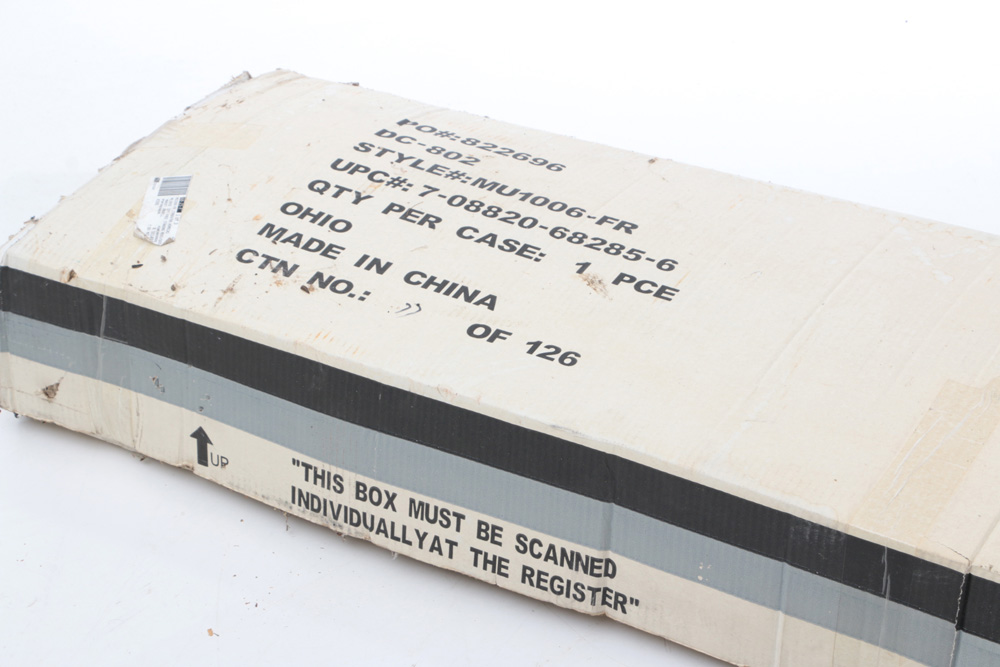 PO#:822696
DC-802
STYLE#:MU1006-FR
UPC#: 7-08820-68285-6
QTY PER CASE: 1 PCE
OHIO
MADE IN CHINA
CTN NO.: OF 126
UP
"THIS BOX MUST BE SCANNED
INDIVIDUALLYAT THE REGISTER"